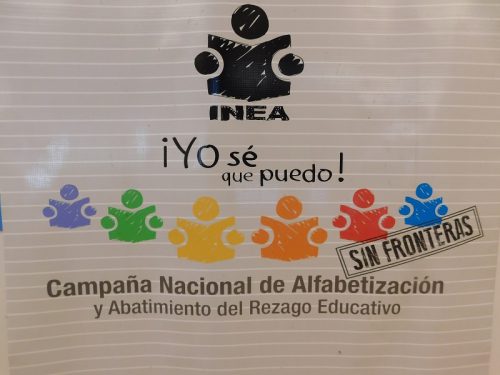 INEA
¡Yo sé
que puedo!
SIN FRONTERAS
Campaña Nacional de Alfabetización
y Abatimiento del Rezago Educativo